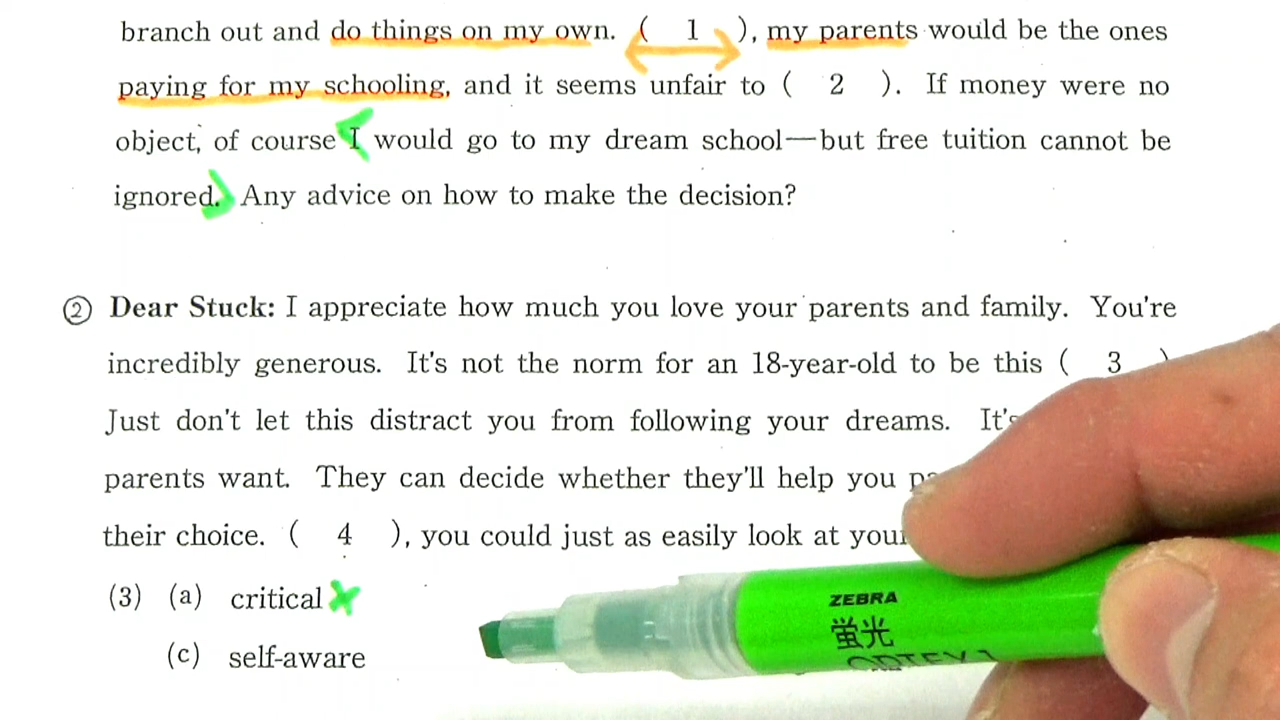 branch out and do things on my own. ( 1 ), my parents would be the ones
paying for my schooling, and it seems unfair to ( 2 ). If money were no
object, of course I would go to my dream school—but free tuition cannot be
ignored. Any advice on how to make the decision?
② Dear Stuck: I appreciate how much you love your parents and family. You're
incredibly generous. It's not the norm for an 18-year-old to be this ( 3 )
Just don't let this distract you from following your dreams. It's
parents want. They can decide whether they'll help you
their choice. ( 4 ), you could just as easily look at
(3) (a) critical
(c) self-aware
ZEBRA
蛍光